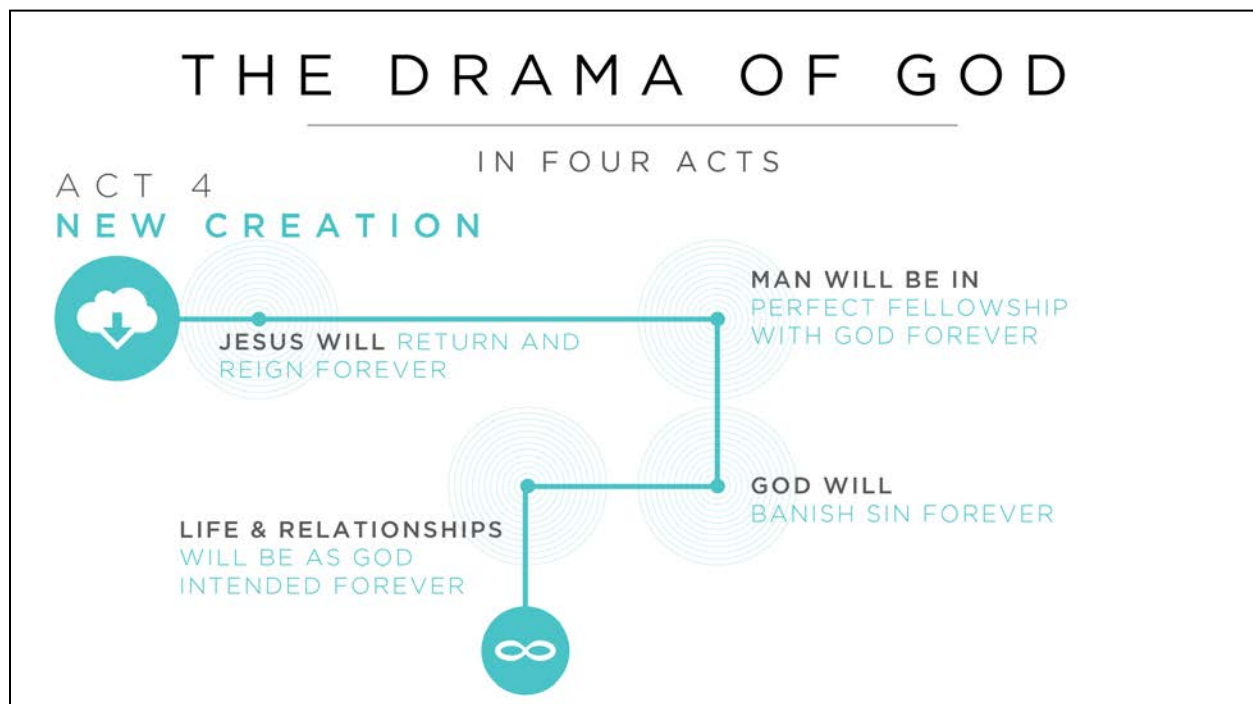 THE DRAMA OF GOD
IN FOUR ACTS
ACT 4
NEW CREATION
JESUS WILL RETURN AND
REIGN FOREVER
MAN WILL BE IN
PERFECT FELLOWSHIP
WITH GOD FOREVER
GOD WILL
BANISH SIN FOREVER
LIFE & RELATIONSHIPS
WILL BE AS GOD
INTENDED FOREVER